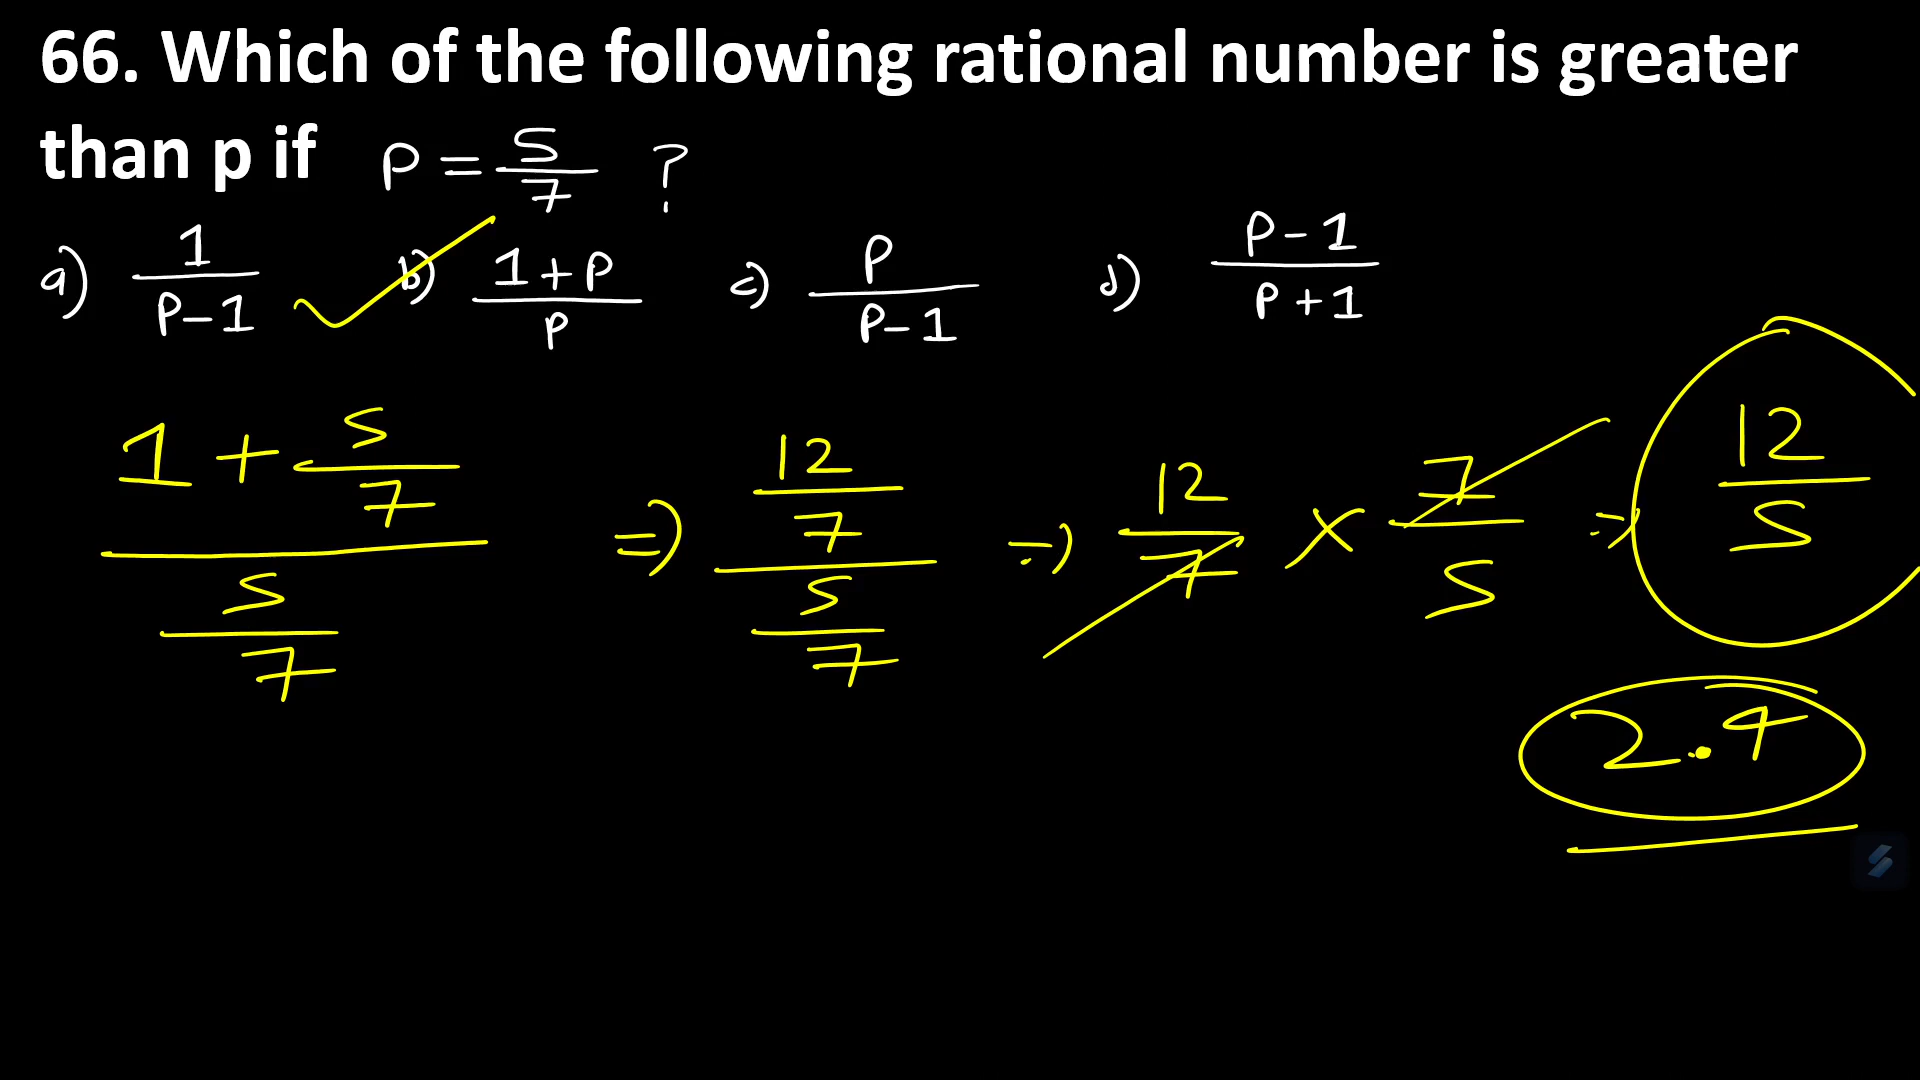 66. Which of the following rational number is greater
than p if P = 5/7 ?
a) 1/(P-1) b) (1+P)/P c) P/(P-1) d) (P-1)/(P+1)
(1 + 5/7)/(5/7) => (12/7)/(5/7) => 12/7 × 7/5 => 12/5
2.4